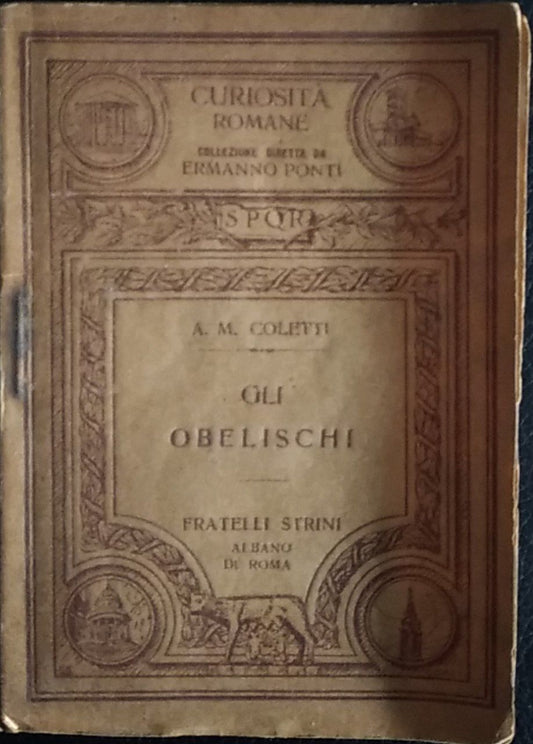 CURIOSITÀ
ROMANE
COLLEZIONE DIRETTA DA
ERMANNO PONTI
SPQR
A. M. COLETTI
GLI
OBELISCHI
FRATELLI STRINI
ALBANO
DI ROMA